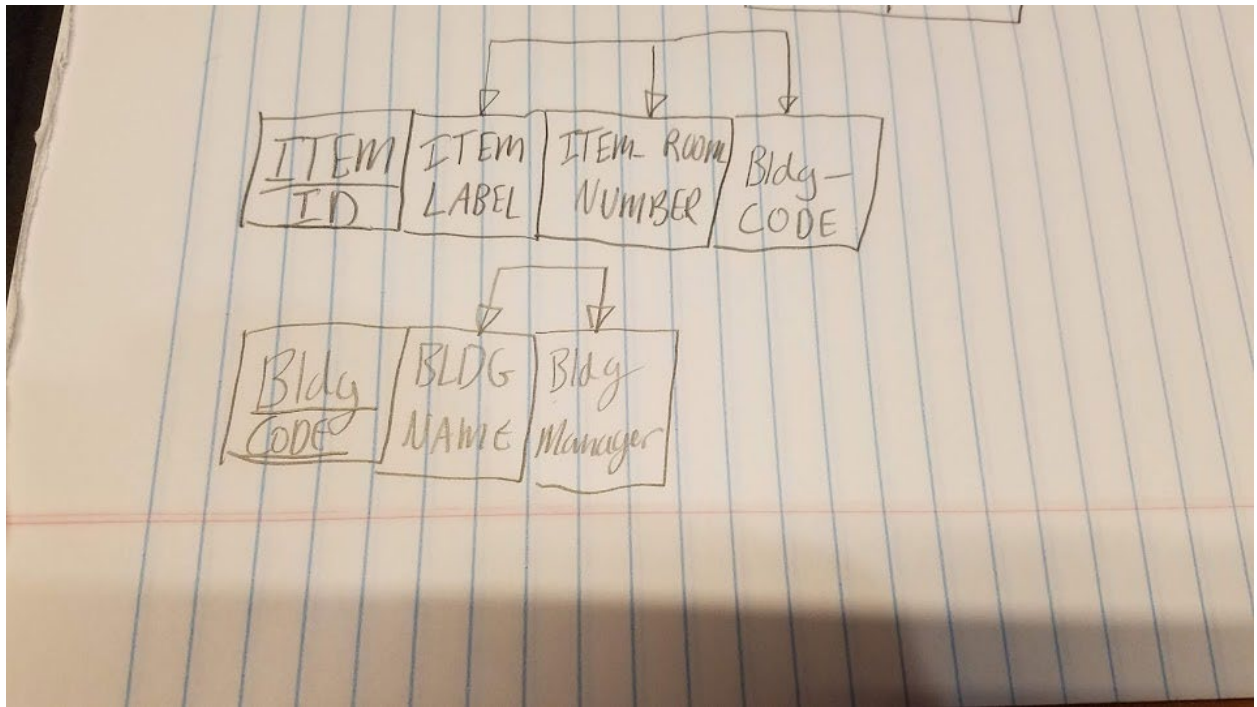 ITEM ITEM ITEM_ROOM Bldg_
ID LABEL NUMBER CODE
Bldg BLDG Bldg
CODE NAME Manager